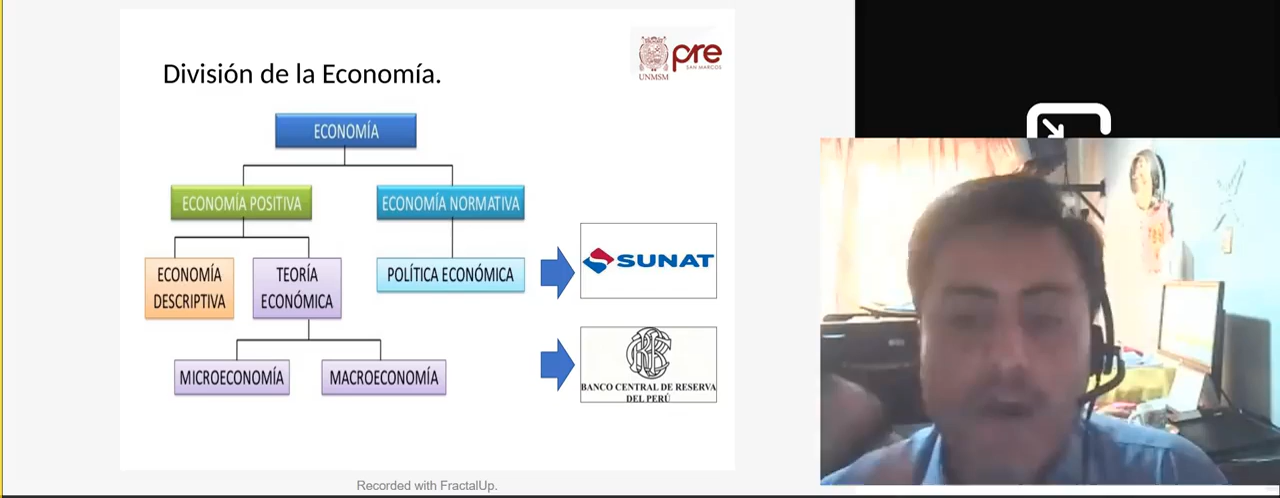 División de la Economía.
UNMSM
pre
SAN MARCOS
ECONOMÍA
ECONOMÍA POSITIVA
ECONOMÍA NORMATIVA
ECONOMÍA
DESCRIPTIVA
TEORÍA
ECONÓMICA
POLÍTICA ECONÓMICA
SUNAT
MICROECONOMÍA
MACROECONOMÍA
BANCO CENTRAL DE RESERVA
DEL PERÚ
Recorded with FractalUp.